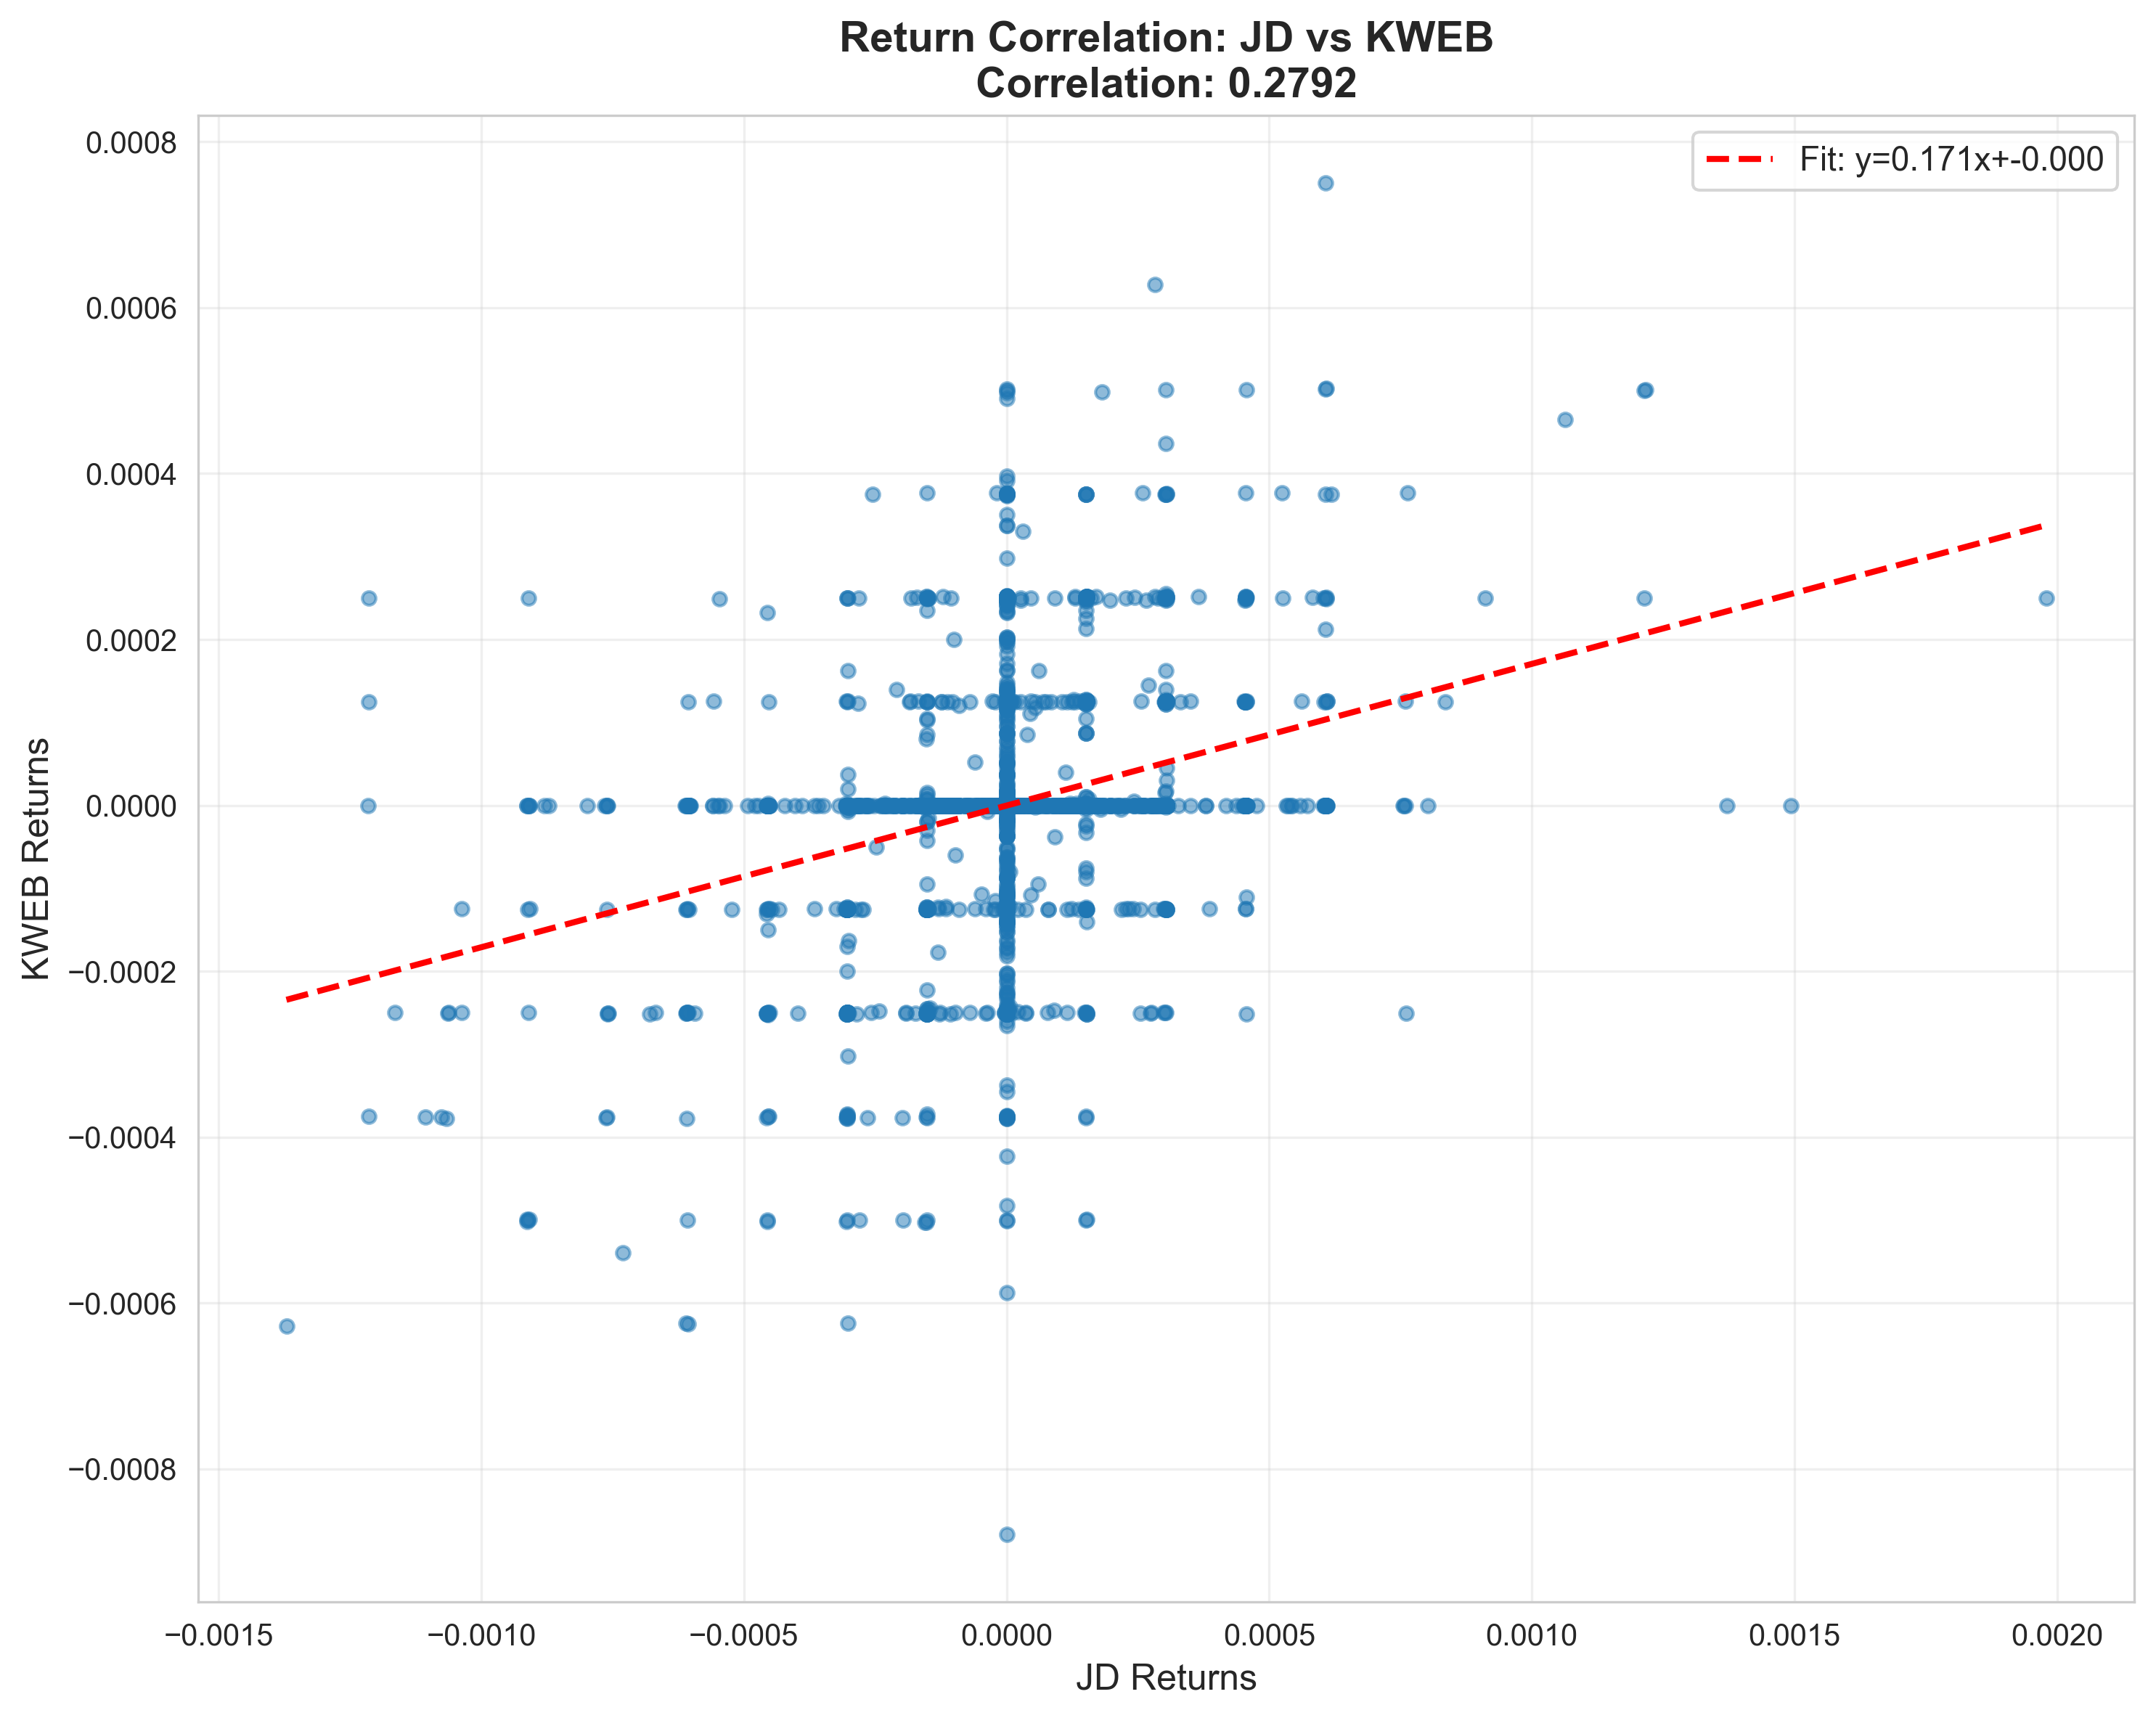 Return Correlation: JD vs KWEB
Correlation: 0.2792
Fit: y=0.171x+-0.000
0.0008
0.0006
0.0004
0.0002
0.0000
−0.0002
−0.0004
−0.0006
−0.0008
KWEB Returns
−0.0015 −0.0010 −0.0005 0.0000 0.0005 0.0010 0.0015 0.0020
JD Returns